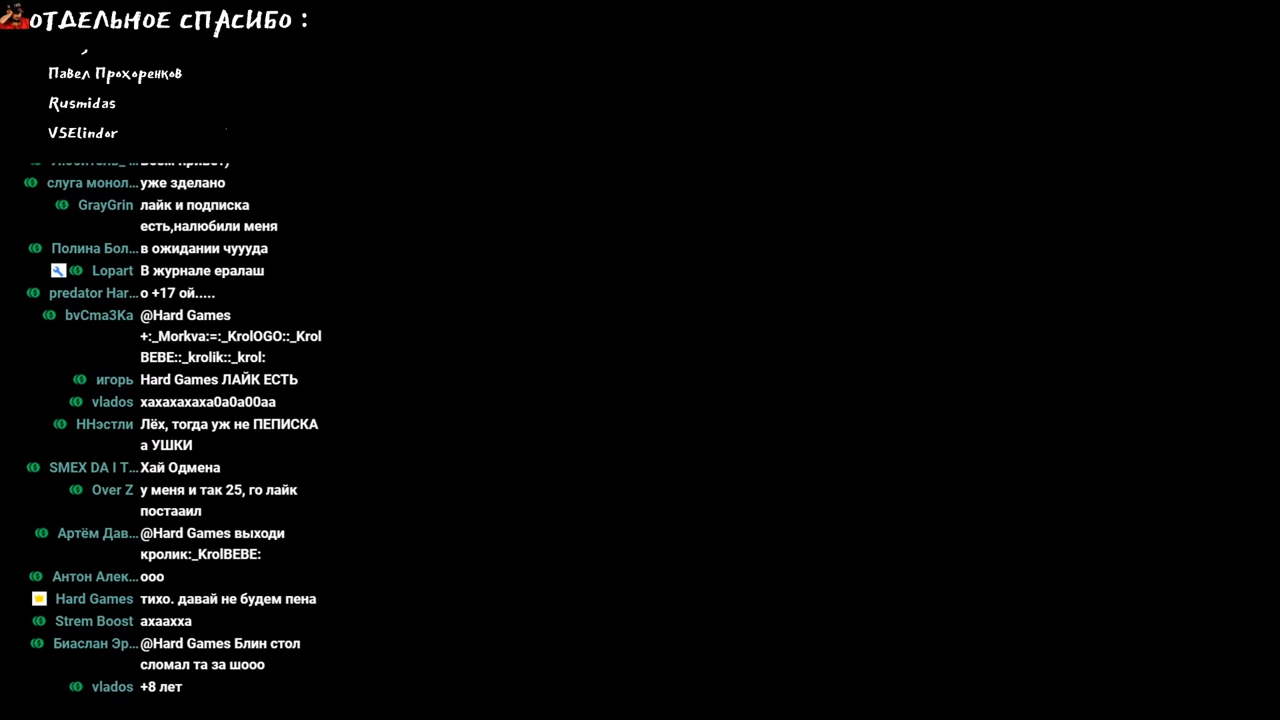 ОТДЕЛЬНОЕ СПАСИБО :
Павел Прохоренков
Rusmidas
VSElindor
слуга монол… уже зделано
GrayGrin лайк и подписка
есть,налюбили меня
Полина Бол… в ожидании чуууда
Lopart В журнале ералаш
predator Har… о +17 ой.....
bvCma3Ka @Hard Games
+:_Morkva:=:_KrolOGO::_Krol
BEBE::_krolik::_krol:
игорь Hard Games ЛАЙК ЕСТЬ
vlados хахахахаха0а0а00аа
ННэстли Лёх, тогда уж не ПЕПИСКА
а УШКИ
SMEX DA I T… Хай Одмена
Over Z у меня и так 25, го лайк
постааил
Артём Дав… @Hard Games выходи
кролик:_KrolBEBE:
Антон Алек… ооо
Hard Games тихо. давай не будем пена
Strem Boost ахаахха
Биаслан Эр… @Hard Games Блин стол
сломал та за шооо
vlados +8 лет